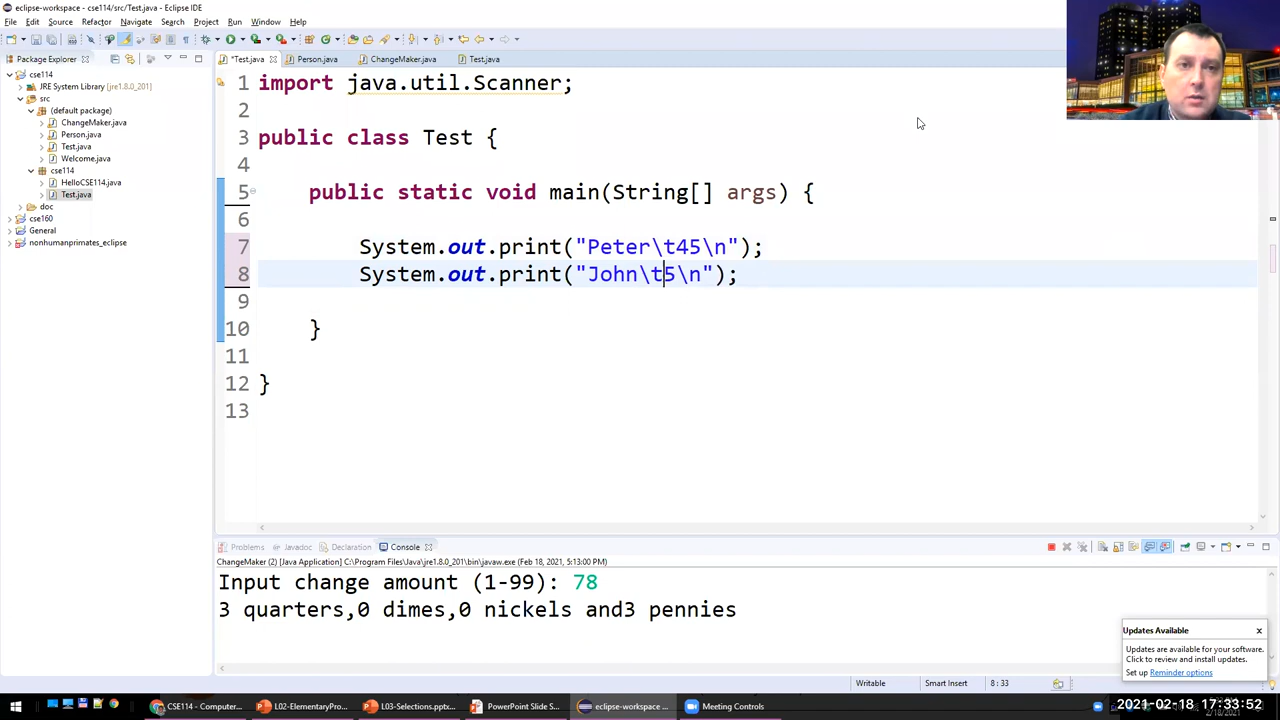 eclipse-workspace - cse114/src/Test.java - Eclipse IDE
File Edit Source Refactor Navigate Search Project Run Window Help
Package Explorer
*Test.java Person.java ChangeMaker.java Test.java
cse114
JRE System Library [jre1.8.0_201]
src
(default package)
ChangeMaker.java
Person.java
Test.java
Welcome.java
cse114
HelloCSE114.java
Test.java
doc
cse160
General
nonhumanprimates_eclipse
1 import java.util.Scanner;
2
3 public class Test {
4
5 public static void main(String[] args) {
6
7 System.out.print("Peter\t45\n");
8 System.out.print("John\t5\n");
9
10 }
11
12 }
13
Problems Javadoc Declaration Console
ChangeMaker (2) [Java Application] C:\Program Files\Java\jre1.8.0_201\bin\javaw.exe (Feb 18, 2021, 5:13:00 PM)
Input change amount (1-99): 78
3 quarters,0 dimes,0 nickels and3 pennies
Updates Available
Updates are available for your software.
Click to review and install updates.
Set up Reminder options
Writable Smart Insert 8 : 33
CSE114 - Computer... L02-ElementaryPro... L03-Selections.pptx... PowerPoint Slide S... eclipse-workspace ... Meeting Controls
2021-02-18 17:33:52
2/18/2021